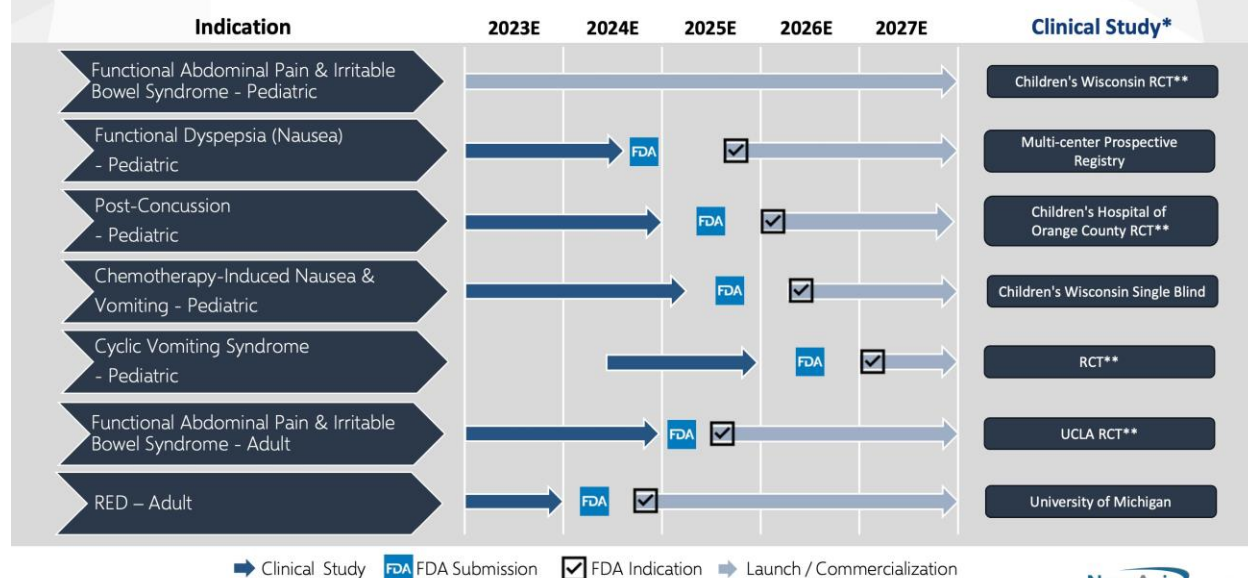 Indication 2023E 2024E 2025E 2026E 2027E Clinical Study*
Functional Abdominal Pain & Irritable
Bowel Syndrome - Pediatric
Children's Wisconsin RCT**
Functional Dyspepsia (Nausea)
- Pediatric
FDA
Multi-center Prospective
Registry
Post-Concussion
- Pediatric
FDA
Children's Hospital of
Orange County RCT**
Chemotherapy-Induced Nausea &
Vomiting - Pediatric
FDA
Children's Wisconsin Single Blind
Cyclic Vomiting Syndrome
- Pediatric
FDA
RCT**
Functional Abdominal Pain & Irritable
Bowel Syndrome - Adult
FDA
UCLA RCT**
RED – Adult
FDA
University of Michigan
Clinical Study FDA FDA Submission FDA Indication Launch / Commercialization